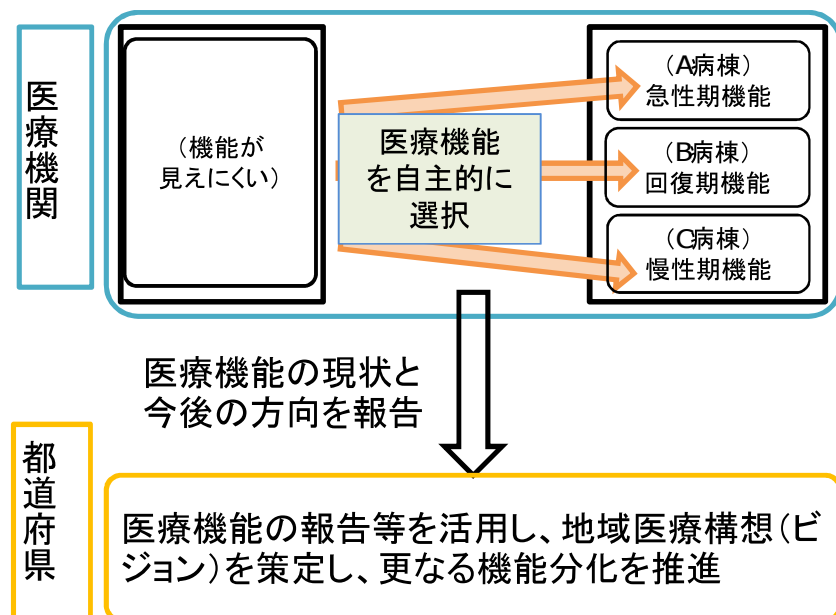 医療機関
（機能が
見えにくい）
医療機能
を自主的に
選択
（A病棟）
急性期機能
（B病棟）
回復期機能
（C病棟）
慢性期機能
医療機能の現状と
今後の方向を報告
都道府県
医療機能の報告等を活用し、地域医療構想（ビ
ジョン）を策定し、更なる機能分化を推進